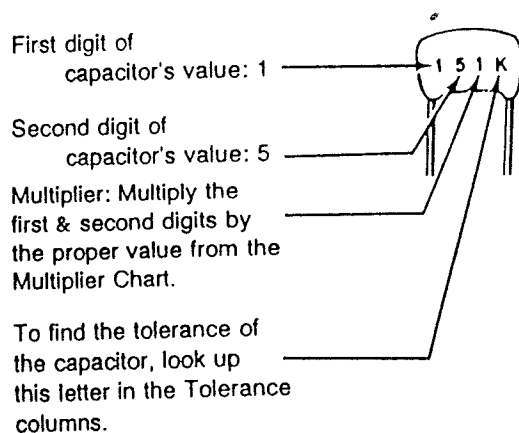 First digit of
capacitor's value: 1
1 5 1 K
Second digit of
capacitor's value: 5
Multiplier: Multiply the
first & second digits by
the proper value from the
Multiplier Chart.
To find the tolerance of
the capacitor, look up
this letter in the Tolerance
columns.